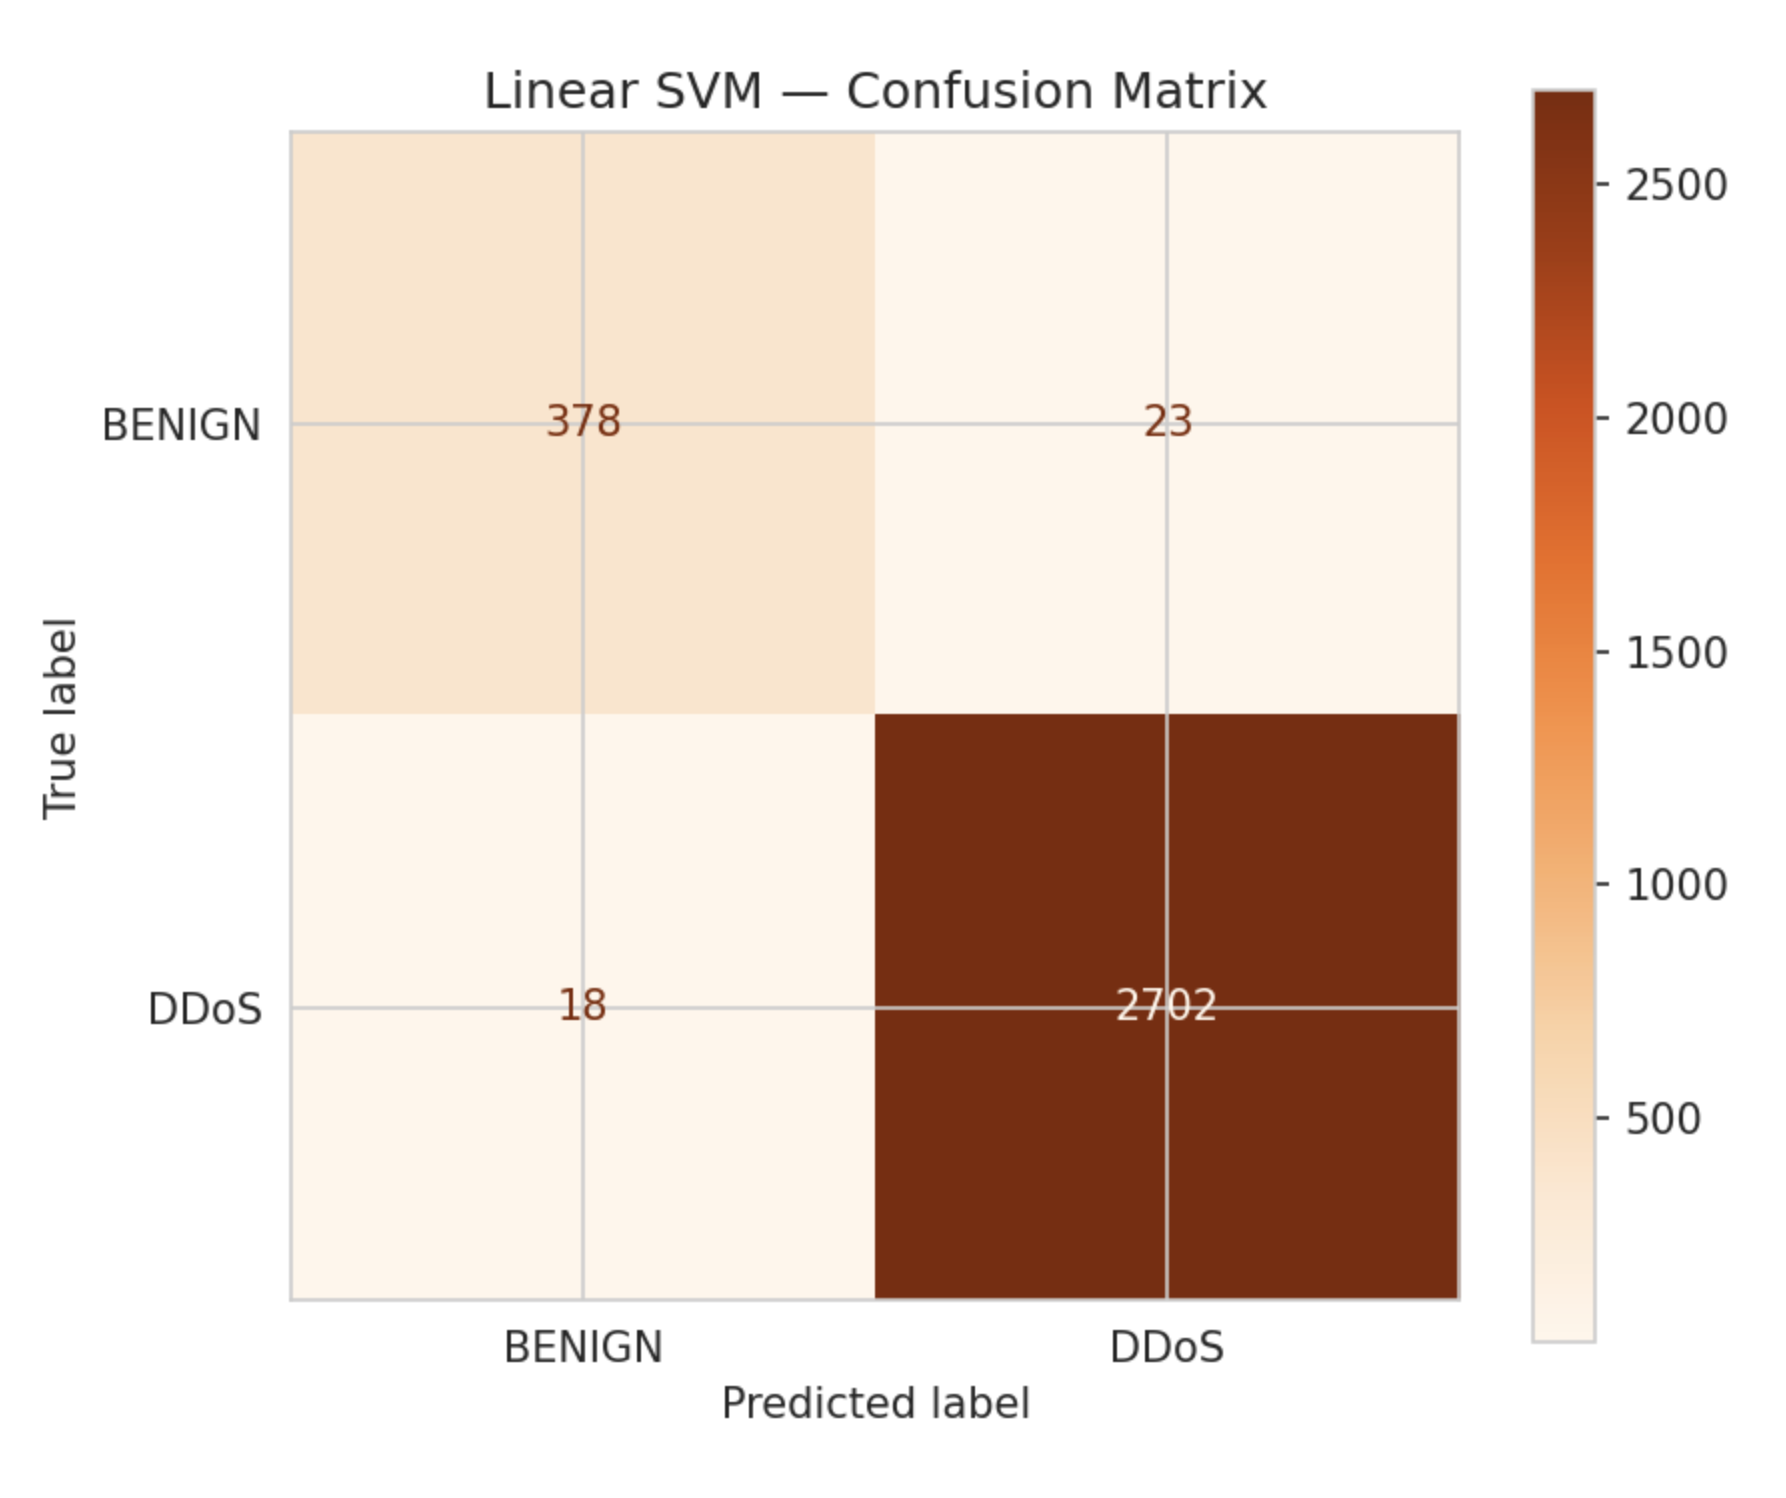 Linear SVM — Confusion Matrix
BENIGN
DDoS
True label
378
23
18
2702
BENIGN
DDoS
Predicted label
2500
2000
1500
1000
500